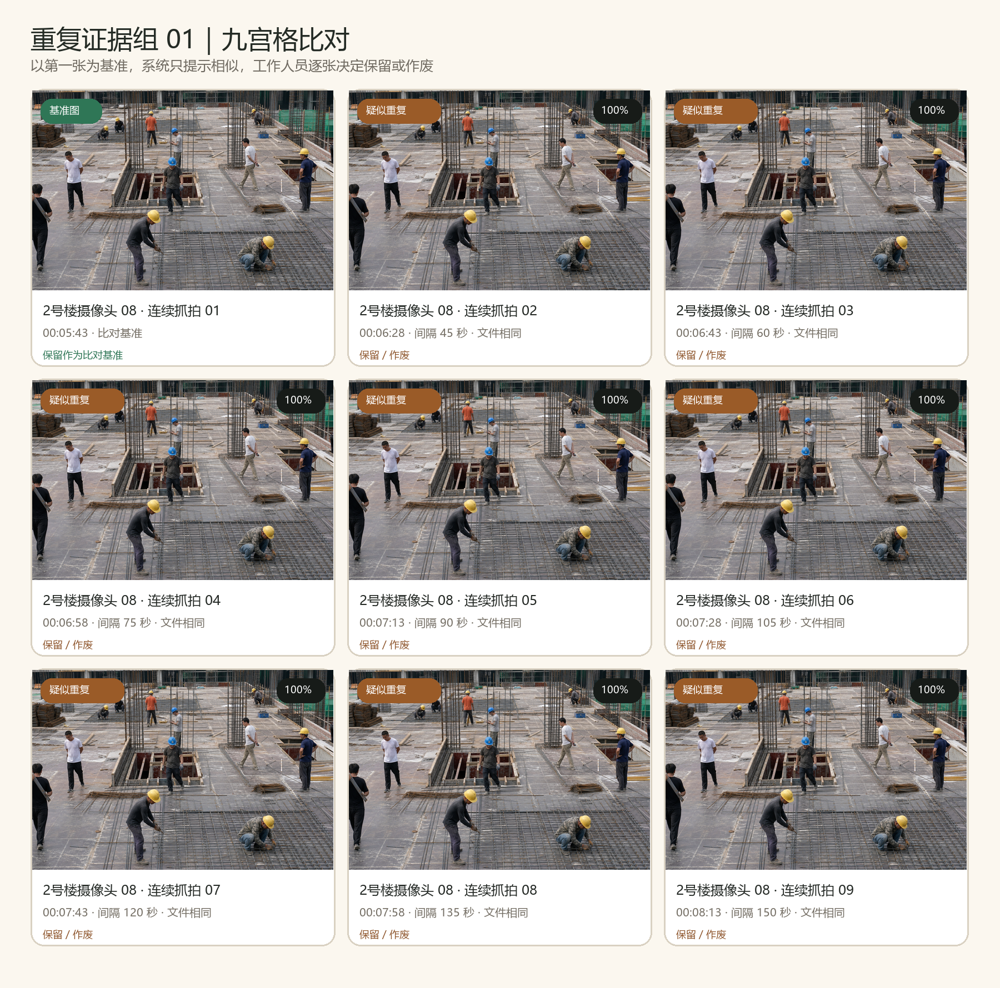 重复证据组 01｜九宫格比对
以第一张为基准，系统只提示相似，工作人员逐张决定保留或作废
基准图
疑似重复
100%
疑似重复
100%
2号楼摄像头 08 · 连续抓拍 01
2号楼摄像头 08 · 连续抓拍 02
2号楼摄像头 08 · 连续抓拍 03
00:05:43 · 比对基准
00:06:28 · 间隔 45 秒 · 文件相同
00:06:43 · 间隔 60 秒 · 文件相同
保留作为比对基准
保留 / 作废
保留 / 作废
疑似重复
100%
疑似重复
100%
疑似重复
100%
2号楼摄像头 08 · 连续抓拍 04
2号楼摄像头 08 · 连续抓拍 05
2号楼摄像头 08 · 连续抓拍 06
00:06:58 · 间隔 75 秒 · 文件相同
00:07:13 · 间隔 90 秒 · 文件相同
00:07:28 · 间隔 105 秒 · 文件相同
保留 / 作废
保留 / 作废
保留 / 作废
疑似重复
100%
疑似重复
100%
疑似重复
100%
2号楼摄像头 08 · 连续抓拍 07
2号楼摄像头 08 · 连续抓拍 08
2号楼摄像头 08 · 连续抓拍 09
00:07:43 · 间隔 120 秒 · 文件相同
00:07:58 · 间隔 135 秒 · 文件相同
00:08:13 · 间隔 150 秒 · 文件相同
保留 / 作废
保留 / 作废
保留 / 作废